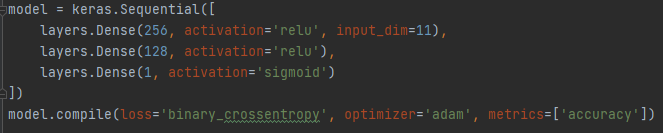 model = keras.Sequential([
    layers.Dense(256, activation='relu', input_dim=11),
    layers.Dense(128, activation='relu'),
    layers.Dense(1, activation='sigmoid')
])
model.compile(loss='binary_crossentropy', optimizer='adam', metrics=['accuracy'])